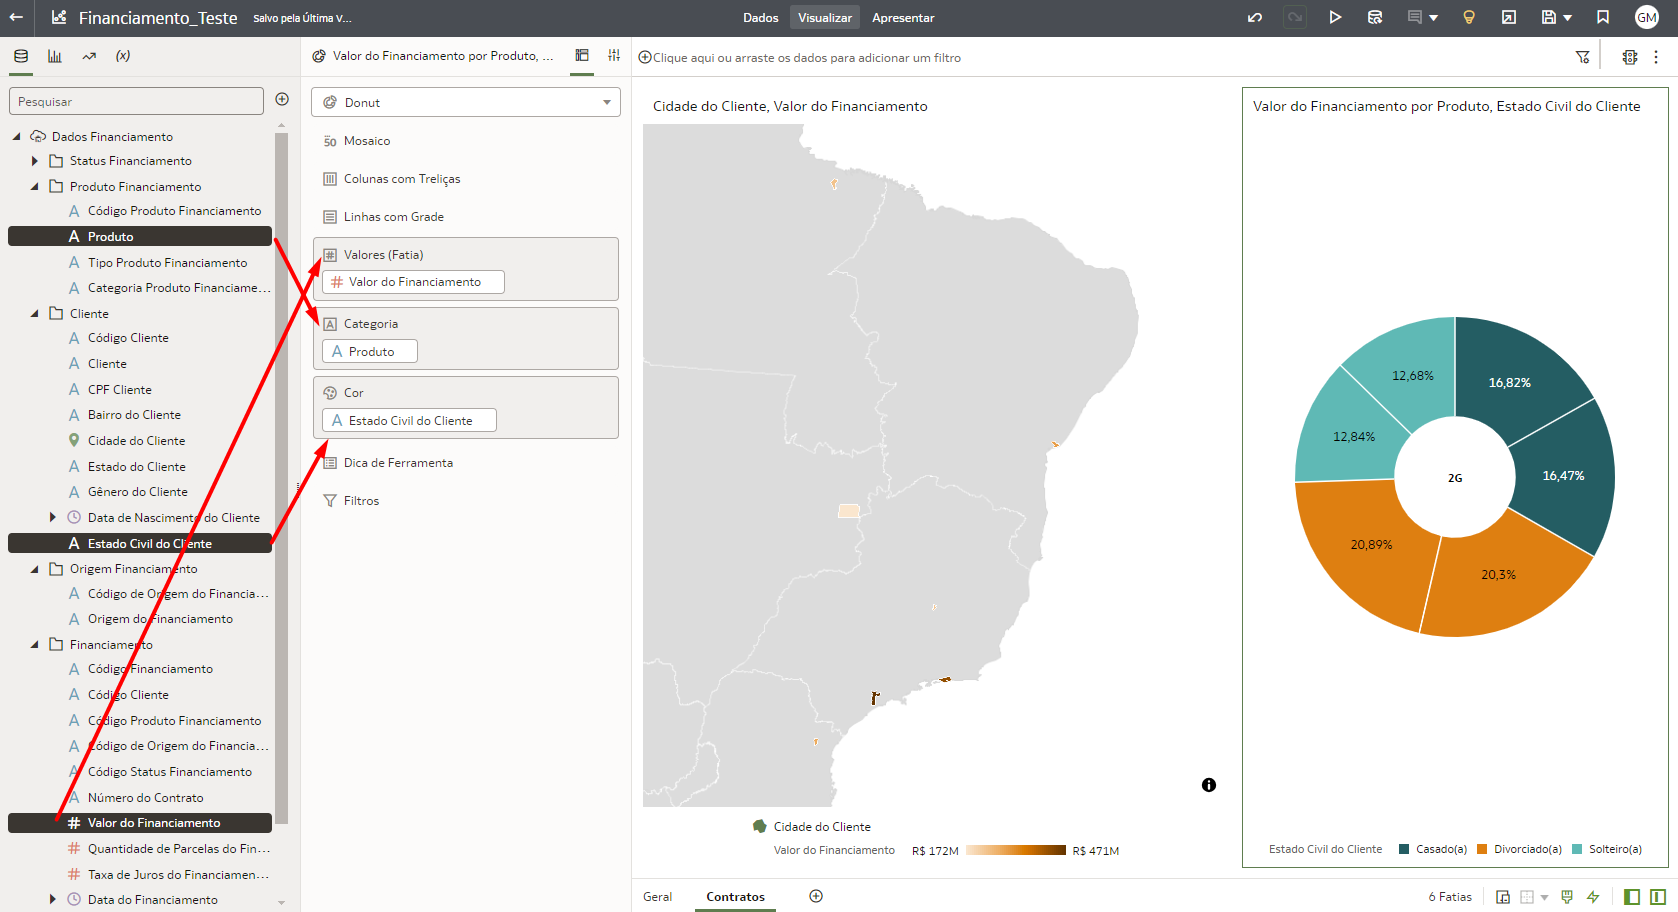 Financiamento_Teste
Salvo pela Última V...
Dados
Visualizar
Apresentar
GM
(x)
Pesquisar
Dados Financiamento
Status Financiamento
Produto Financiamento
Código Produto Financiamento
Produto
Tipo Produto Financiamento
Categoria Produto Financiame...
Cliente
Código Cliente
Cliente
CPF Cliente
Bairro do Cliente
Cidade do Cliente
Estado do Cliente
Gênero do Cliente
Data de Nascimento do Cliente
Estado Civil do Cliente
Origem Financiamento
Código de Origem do Financia...
Origem do Financiamento
Financiamento
Código Financiamento
Código Cliente
Código Produto Financiamento
Código de Origem do Financia...
Código Status Financiamento
Número do Contrato
Valor do Financiamento
Quantidade de Parcelas do Fin...
Taxa de Juros do Financiamen...
Data do Financiamento
Valor do Financiamento por Produto, ...
Donut
Mosaico
Colunas com Treliças
Linhas com Grade
Valores (Fatia)
Valor do Financiamento
Categoria
Produto
Cor
Estado Civil do Cliente
Dica de Ferramenta
Filtros
Clique aqui ou arraste os dados para adicionar um filtro
Cidade do Cliente, Valor do Financiamento
Cidade do Cliente
Valor do Financiamento
R$ 172M
R$ 471M
Valor do Financiamento por Produto, Estado Civil do Cliente
12,68%
16,82%
12,84%
16,47%
2G
20,89%
20,3%
Estado Civil do Cliente
Casado(a)
Divorciado(a)
Solteiro(a)
Geral
Contratos
6 Fatias